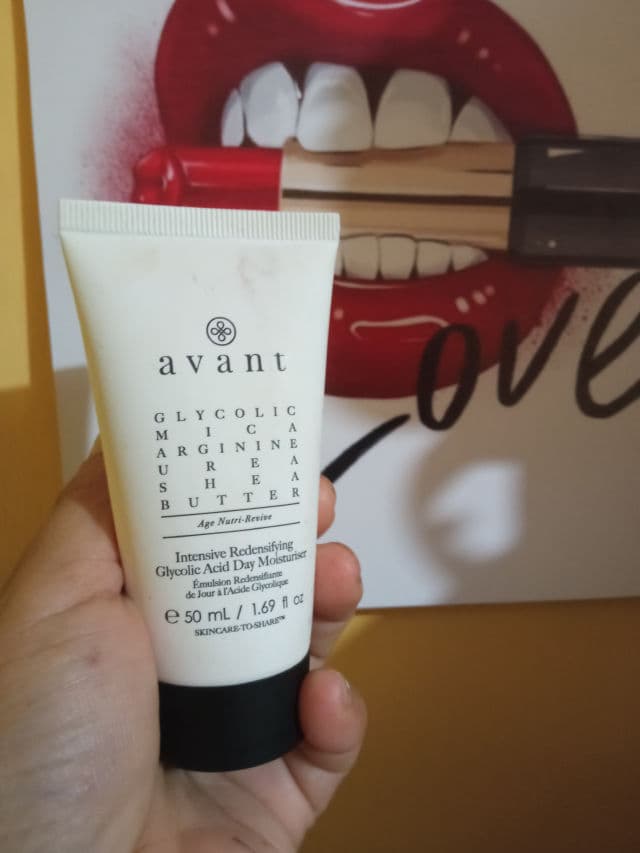 avant
GLYCOLIC
MICA
ARGININE
UREA
SHEA
BUTTER
Age Nutri-Revive
Intensive Redensifying
Glycolic Acid Day Moisturiser
Émulsion Redensifiante
de Jour à l'Acide Glycolique
℮ 50 mL / 1.69 fl oz
SKINCARE-TO-SHARE™
Love